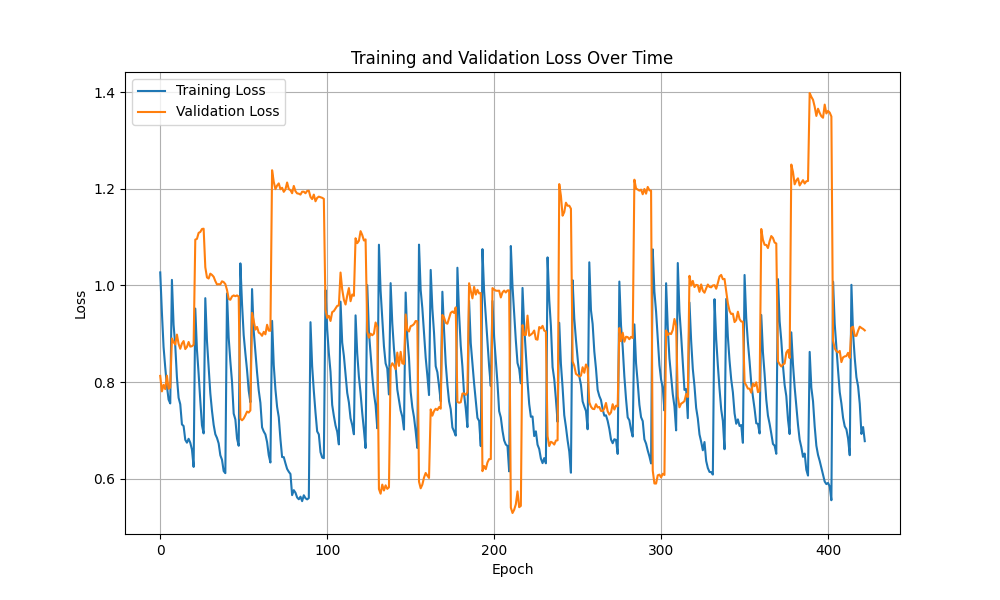 Training and Validation Loss Over Time
Training Loss
Validation Loss
1.4
1.2
1.0
0.8
0.6
Loss
0
100
200
300
400
Epoch